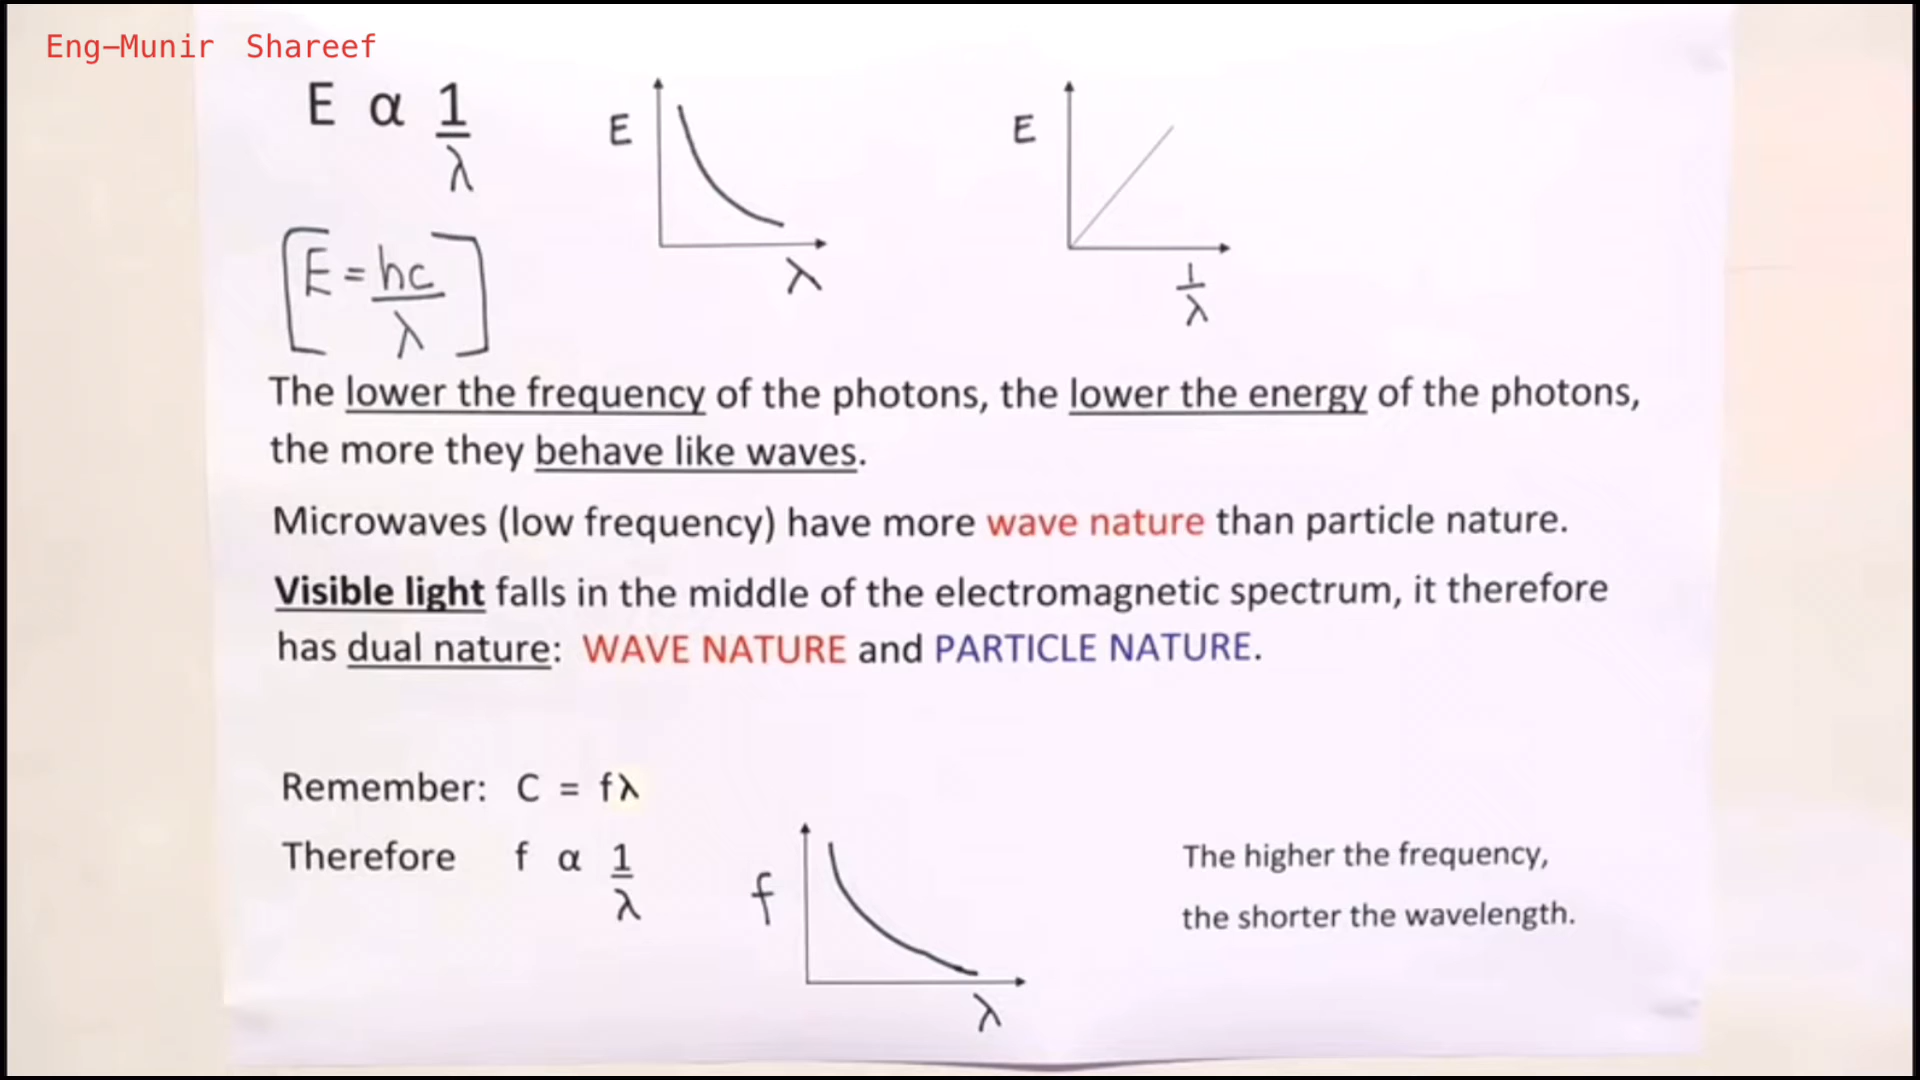 Eng-Munir Shareef
E α 1/λ
E
λ
E
1/λ
[E = hc/λ]
The lower the frequency of the photons, the lower the energy of the photons,
the more they behave like waves.
Microwaves (low frequency) have more wave nature than particle nature.
Visible light falls in the middle of the electromagnetic spectrum, it therefore
has dual nature: WAVE NATURE and PARTICLE NATURE.
Remember: C = fλ
Therefore f α 1/λ
f
λ
The higher the frequency,
the shorter the wavelength.